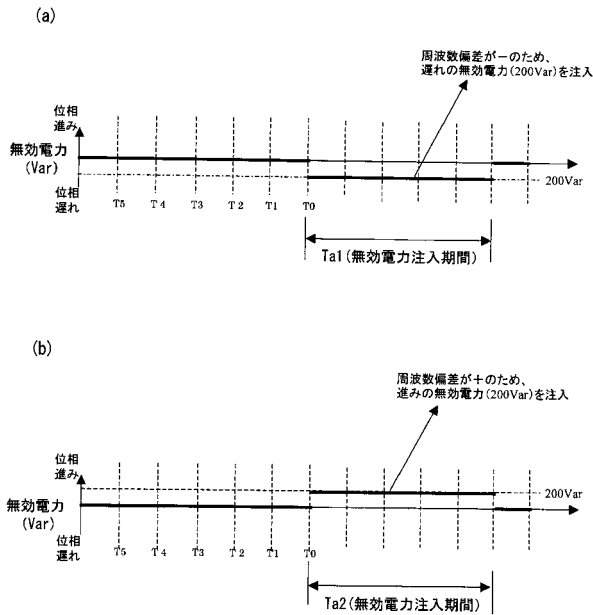 (a)
周波数偏差が−のため、
遅れの無効電力(200Var)を注入
位相
進み
無効電力
(Var)
位相
遅れ
200Var
T5 T4 T3 T2 T1 T0
Ta1(無効電力注入期間)
(b)
周波数偏差が+のため、
進みの無効電力(200Var)を注入
位相
進み
200Var
無効電力
(Var)
位相
遅れ
T5 T4 T3 T2 T1 T0
Ta2(無効電力注入期間)